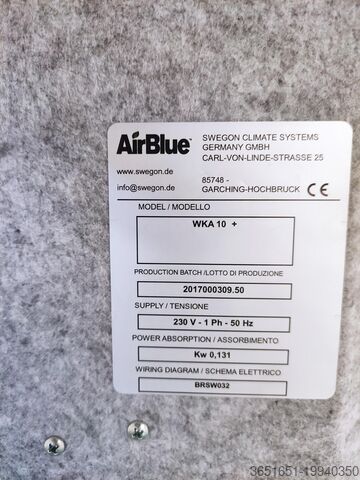 AirBlue™
SWEGON CLIMATE SYSTEMS
GERMANY GMBH
CARL-VON-LINDE-STRASSE 25
www.swegon.de
info@swegon.de
85748 -
GARCHING-HOCHBRUCK CE
MODEL / MODELLO
WKA 10 +
PRODUCTION BATCH /LOTTO DI PRODUZIONE
2017000309.50
SUPPLY / TENSIONE
230 V - 1 Ph - 50 Hz
POWER ABSORPTION / ASSORBIMENTO
Kw 0,131
WIRING DIAGRAM / SCHEMA ELETTRICO
BRSW032
3651651-19940350